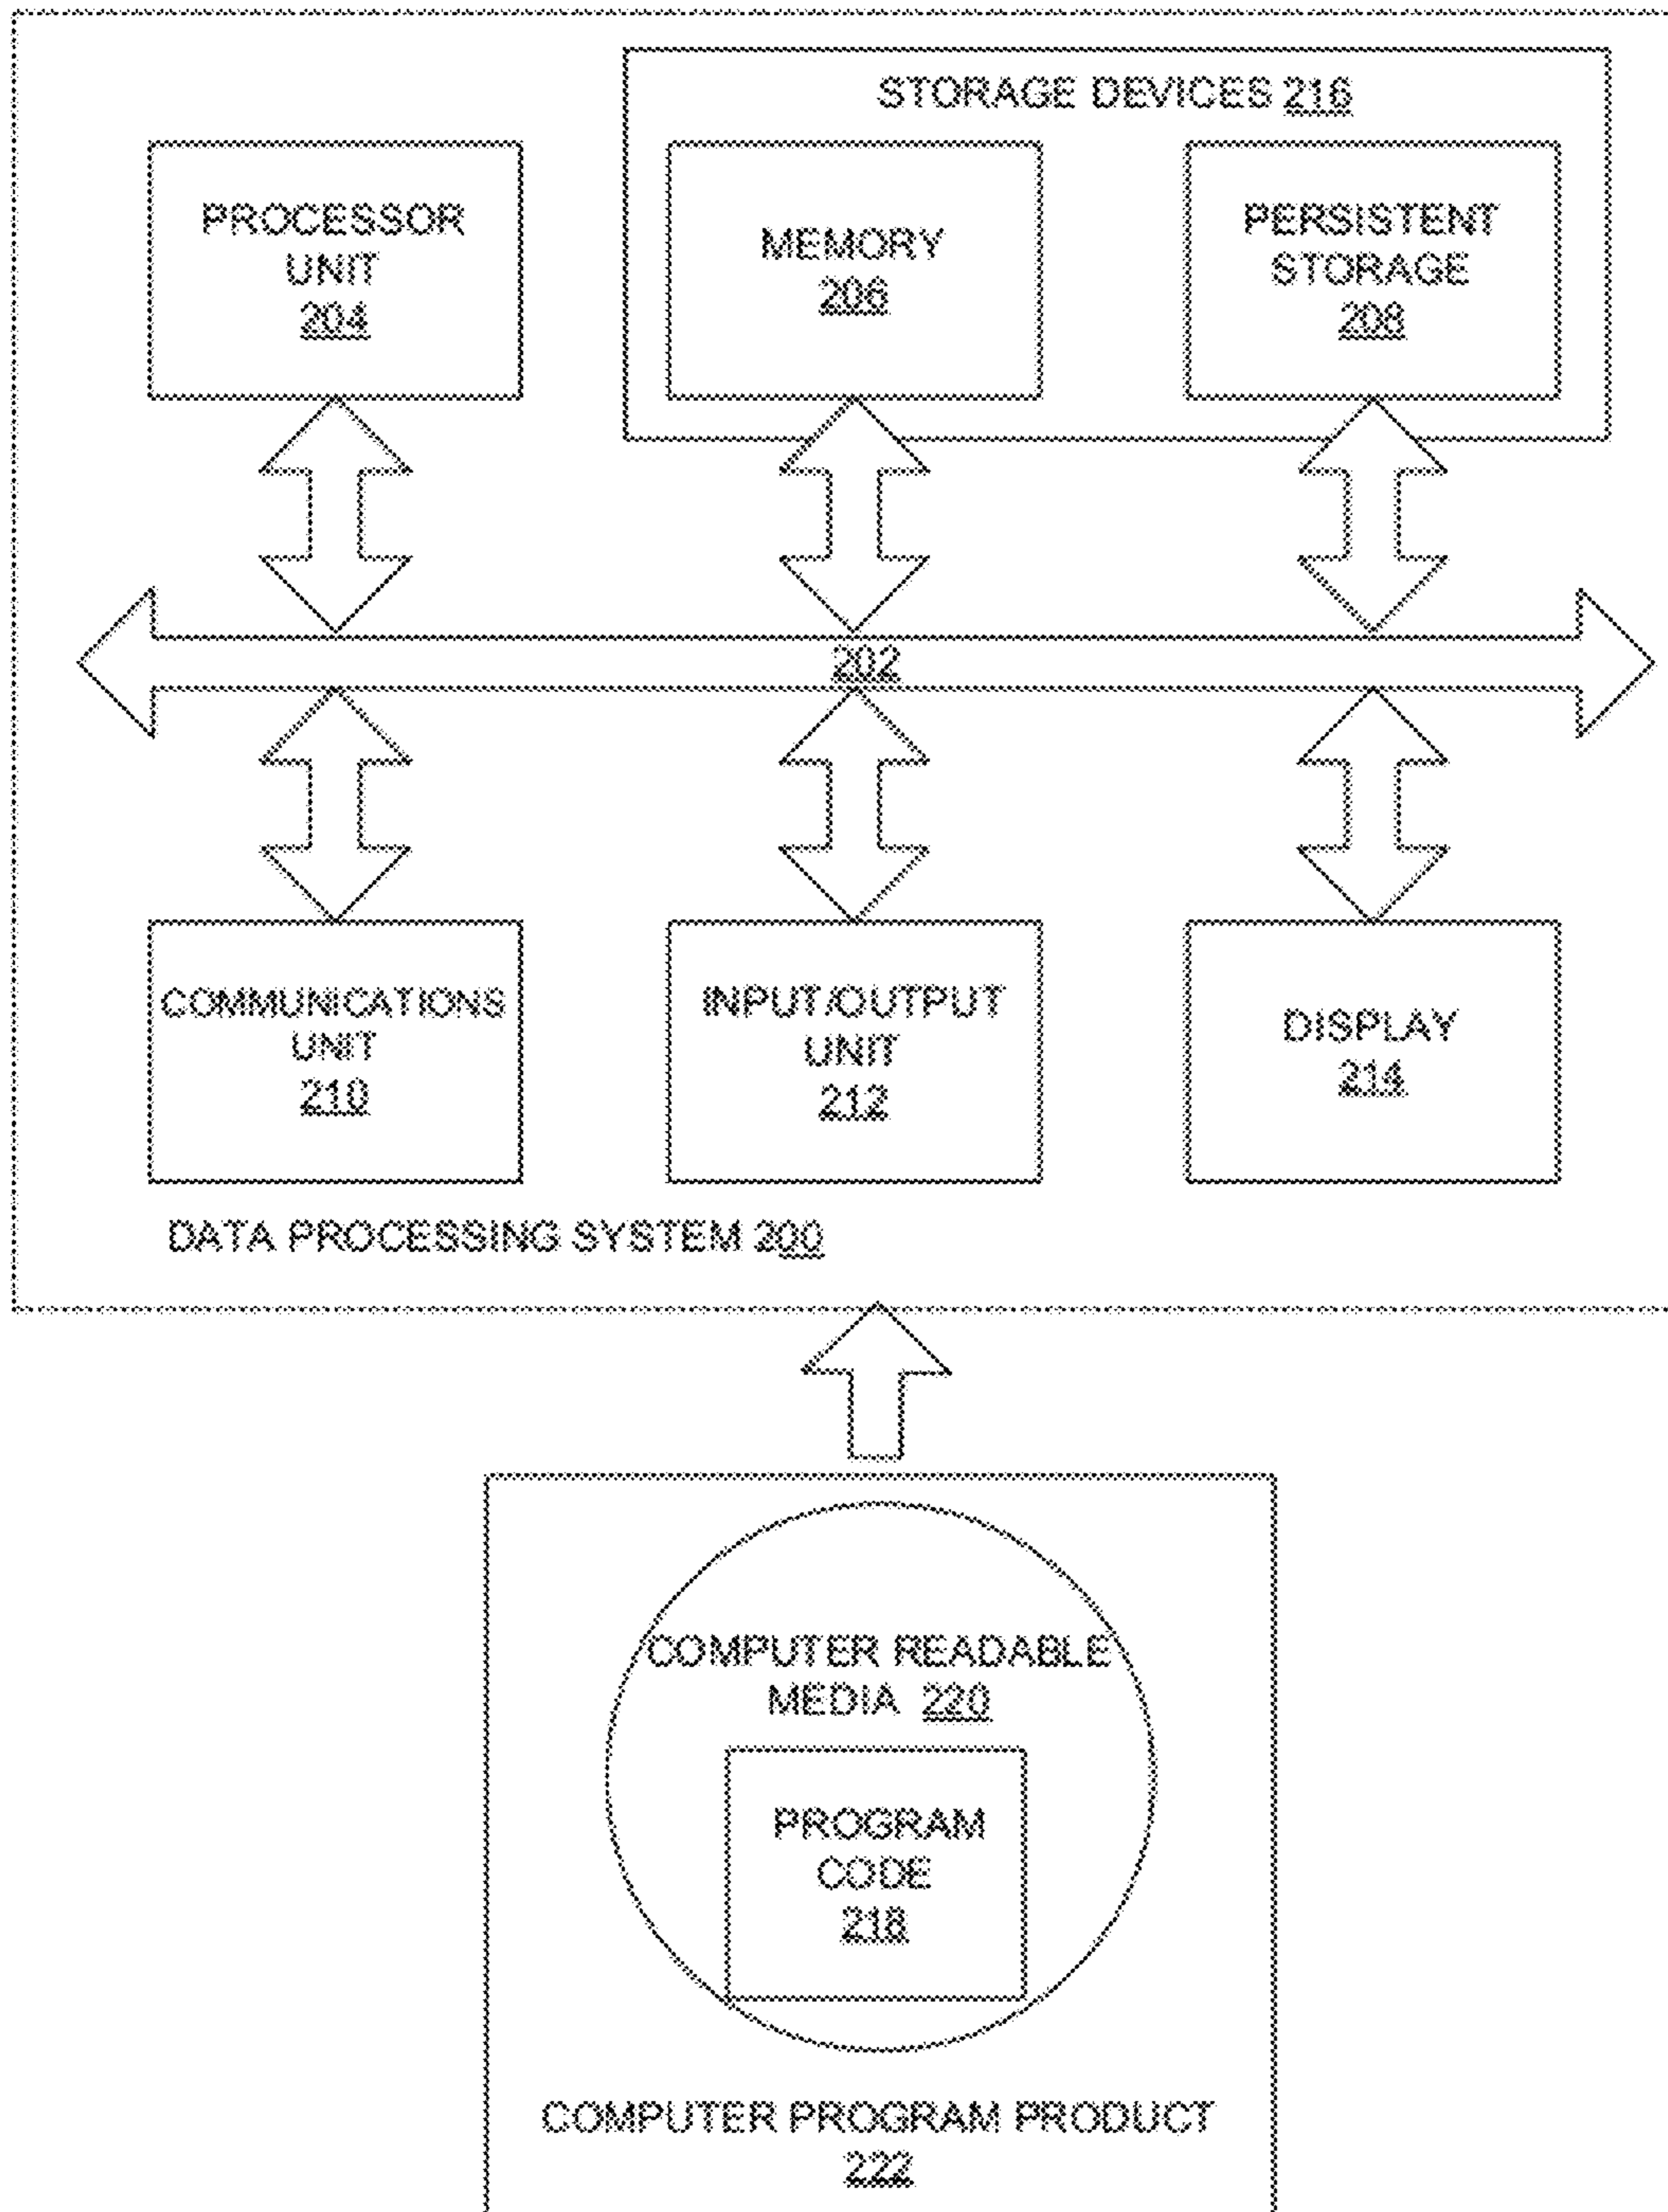 STORAGE DEVICES 216
PROCESSOR
UNIT
204
MEMORY
206
PERSISTENT
STORAGE
208
202
COMMUNICATIONS
UNIT
210
INPUT/OUTPUT
UNIT
212
DISPLAY
214
DATA PROCESSING SYSTEM 200
COMPUTER READABLE
MEDIA 220
PROGRAM
CODE
218
COMPUTER PROGRAM PRODUCT
222